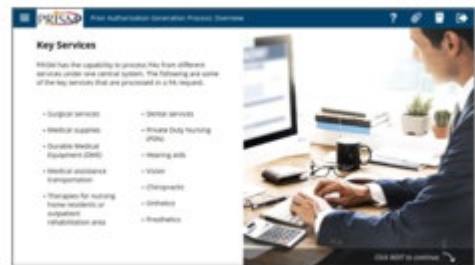 PRISM
Prior Authorization Generation Process: Overview
?
Key Services
PRISM has the capability to process PAs from different
services under one central system. The following are some
of the key services that are processed in a PA request.
• Surgical services
• Medical supplies
• Durable Medical
Equipment (DME)
• Medical assistance
transportation
• Therapies for nursing
home residents or
outpatient
rehabilitation area
• Dental services
• Private Duty Nursing
(PDN)
• Hearing aids
• Vision
• Chiropractic
• Orthotics
• Prosthetics
Click NEXT to continue